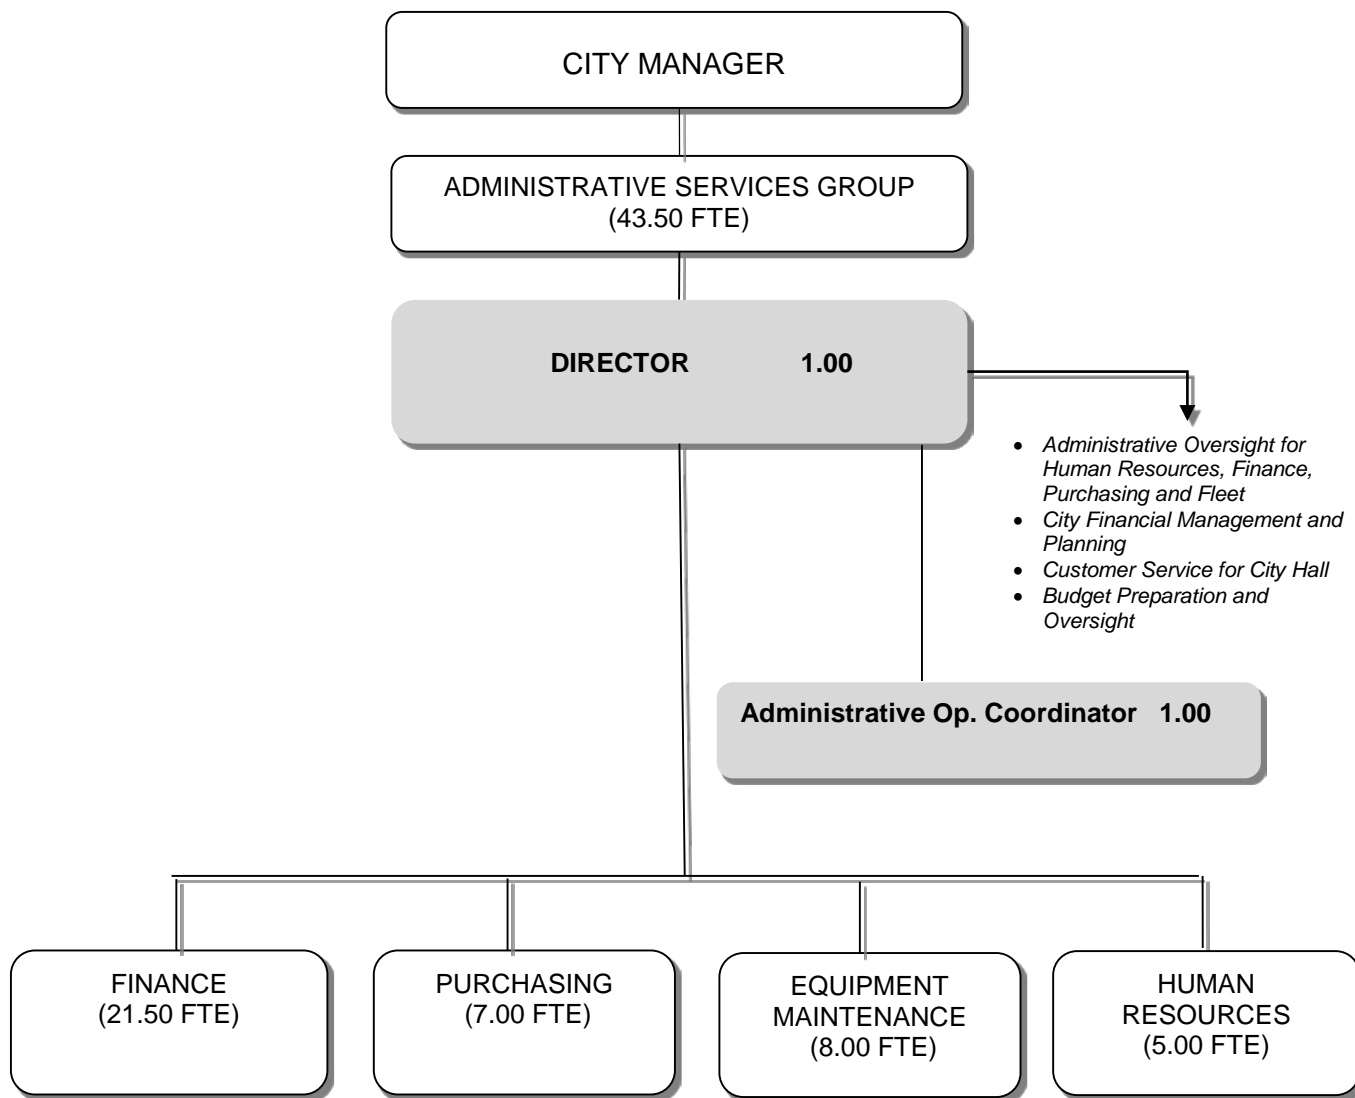 CITY MANAGER
ADMINISTRATIVE SERVICES GROUP
(43.50 FTE)
DIRECTOR 1.00
• Administrative Oversight for
Human Resources, Finance,
Purchasing and Fleet
• City Financial Management and
Planning
• Customer Service for City Hall
• Budget Preparation and
Oversight
Administrative Op. Coordinator 1.00
FINANCE
(21.50 FTE)
PURCHASING
(7.00 FTE)
EQUIPMENT
MAINTENANCE
(8.00 FTE)
HUMAN
RESOURCES
(5.00 FTE)